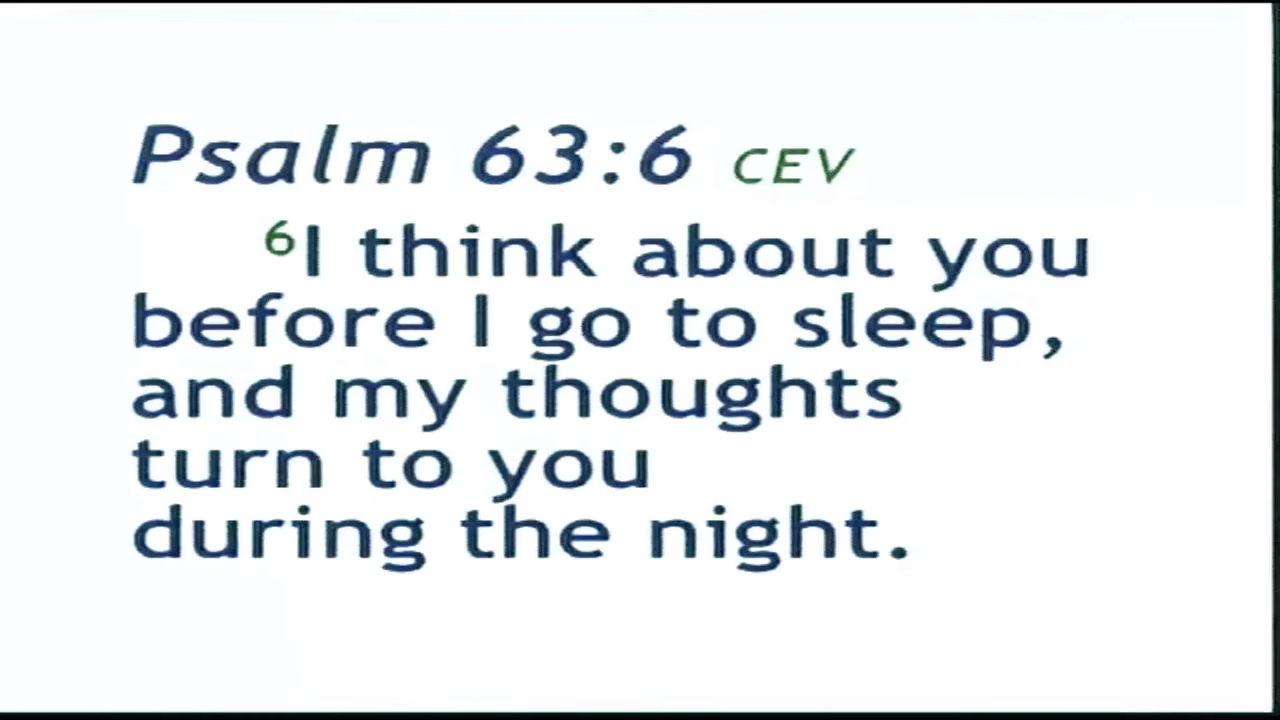 Psalm 63:6 CEV
6I think about you
before I go to sleep,
and my thoughts
turn to you
during the night.